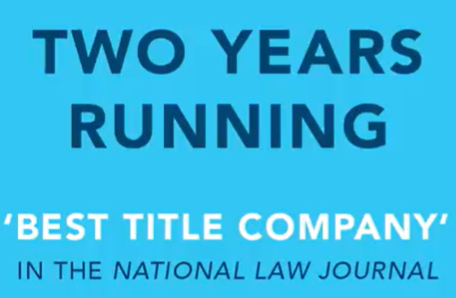 TWO YEARS
RUNNING
‘BEST TITLE COMPANY‘
IN THE NATIONAL LAW JOURNAL